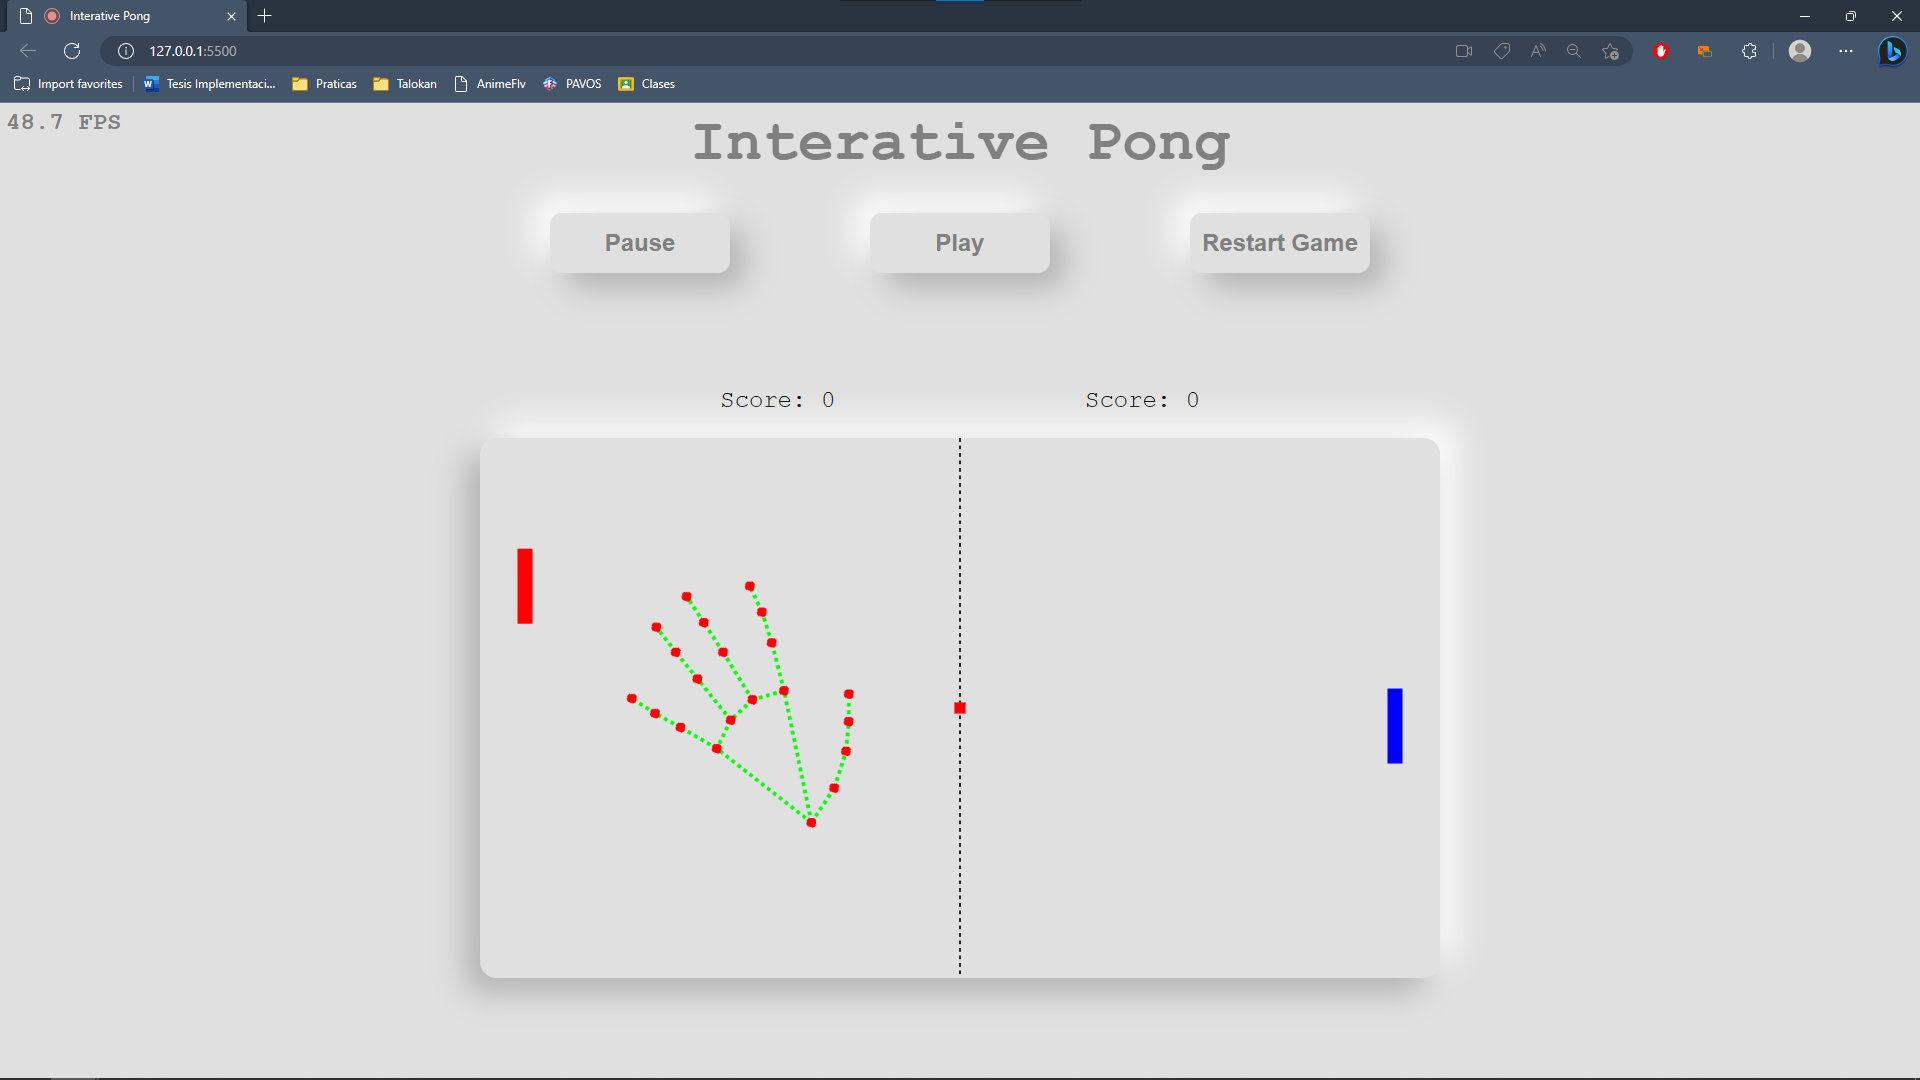 Interative Pong
127.0.0.1:5500
Import favorites
Tesis Implementaci...
Praticas
Talokan
AnimeFlv
PAVOS
Clases
48.7 FPS
Interative Pong
Pause
Play
Restart Game
Score: 0
Score: 0